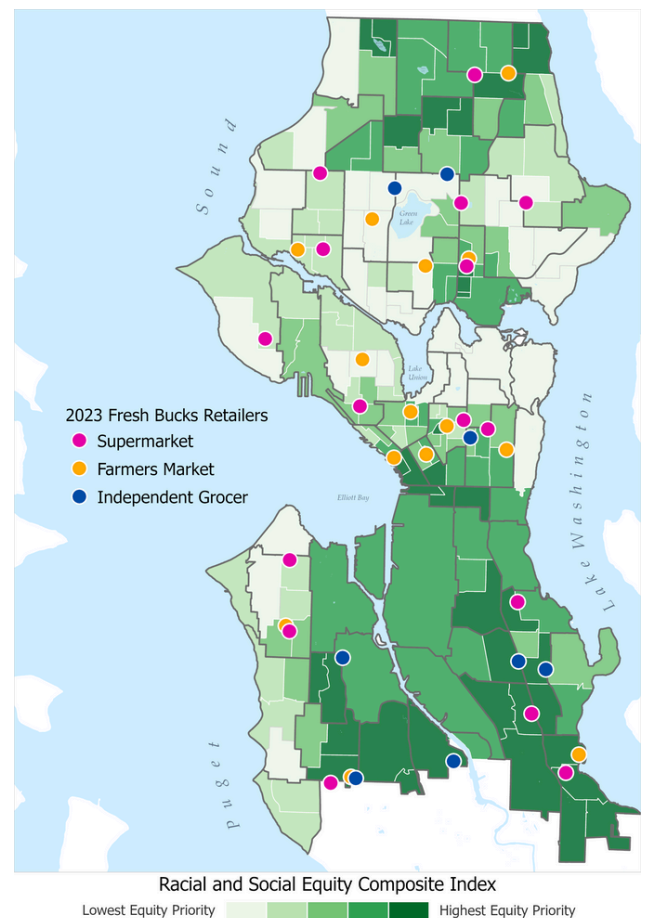 Sound
Green
Lake
Lake
Union
2023 Fresh Bucks Retailers
Supermarket
Farmers Market
Independent Grocer
Elliott Bay
Lake Washington
Puget
Racial and Social Equity Composite Index
Lowest Equity Priority
Highest Equity Priority